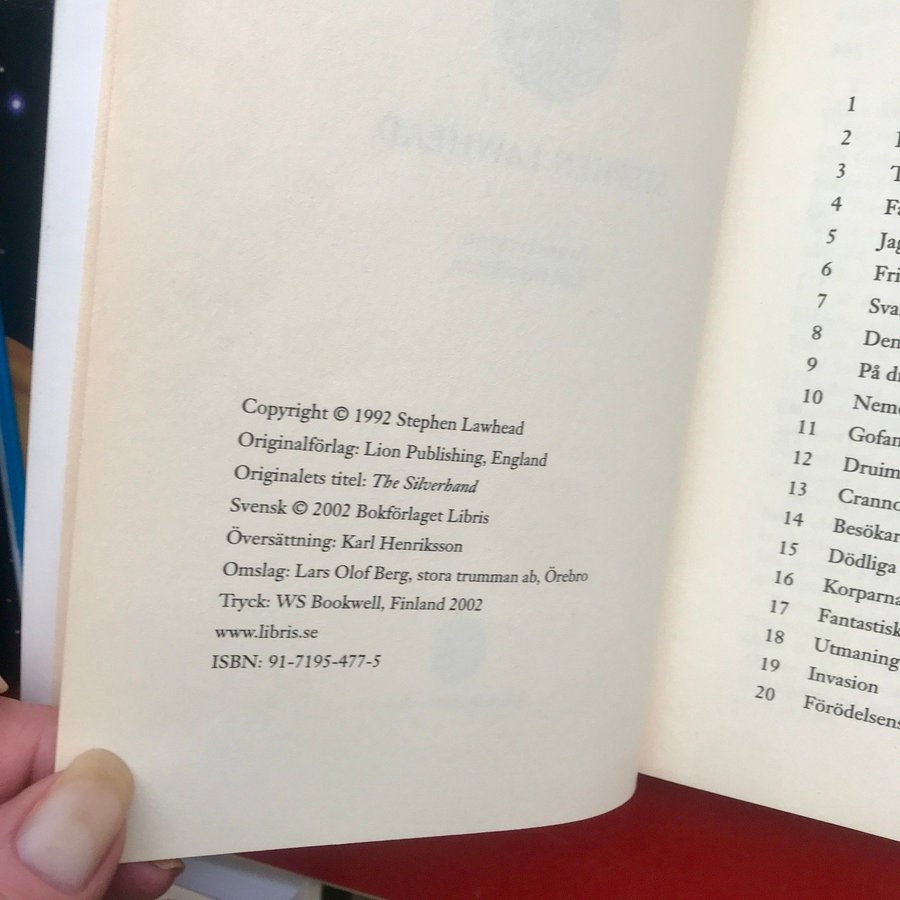 Copyright © 1992 Stephen Lawhead
Originalförlag: Lion Publishing, England
Originalets titel: The Silverhand
Svensk © 2002 Bokförlaget Libris
Översättning: Karl Henriksson
Omslag: Lars Olof Berg, stora trumman ab, Örebro
Tryck: WS Bookwell, Finland 2002
www.libris.se
ISBN: 91-7195-477-5
1
2
3
4
5
6
7
8 Den
9 På
10
11
12
13
14
15 Dödliga
16
17
18
19 Invasion
20